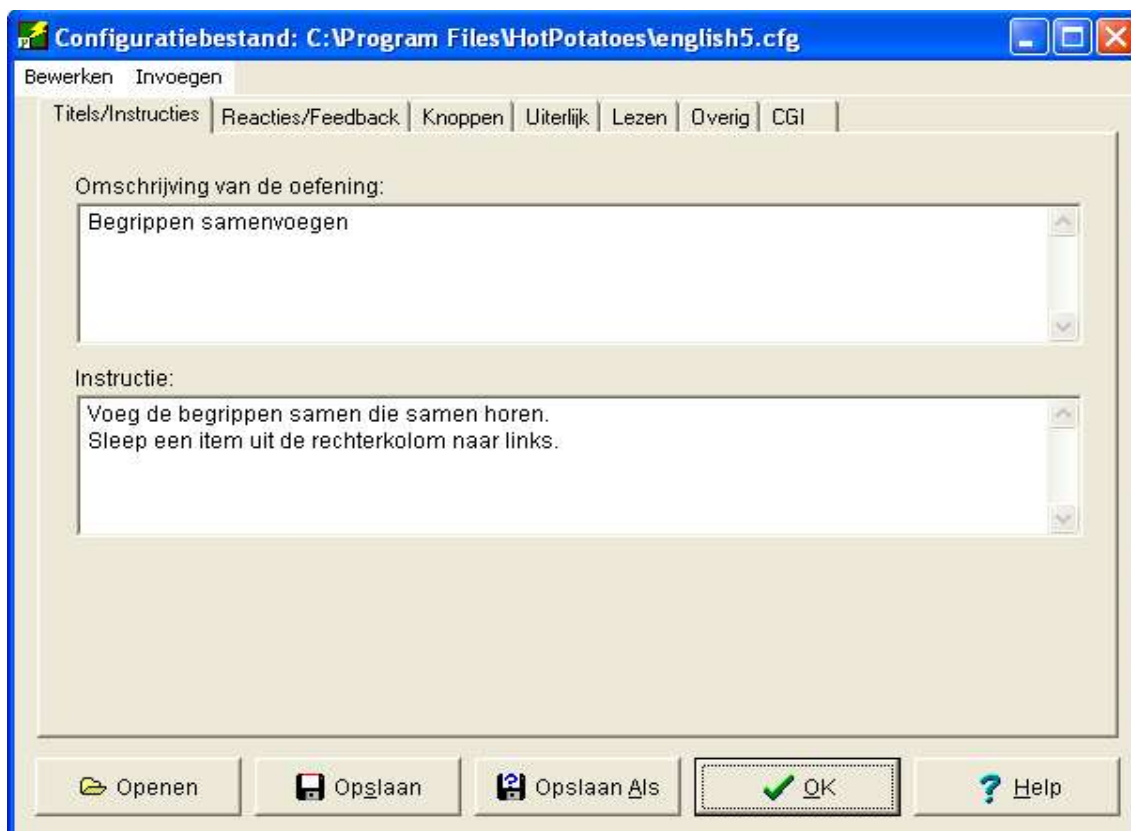 Configuratiebestand: C:\Program Files\HotPotatoes\english5.cfg
Bewerken Invoegen
Titels/Instructies Reacties/Feedback Knoppen Uiterlijk Lezen Overig CGI
Omschrijving van de oefening:
Begrippen samenvoegen
Instructie:
Voeg de begrippen samen die samen horen.
Sleep een item uit de rechterkolom naar links.
Openen Opslaan Opslaan Als OK Help